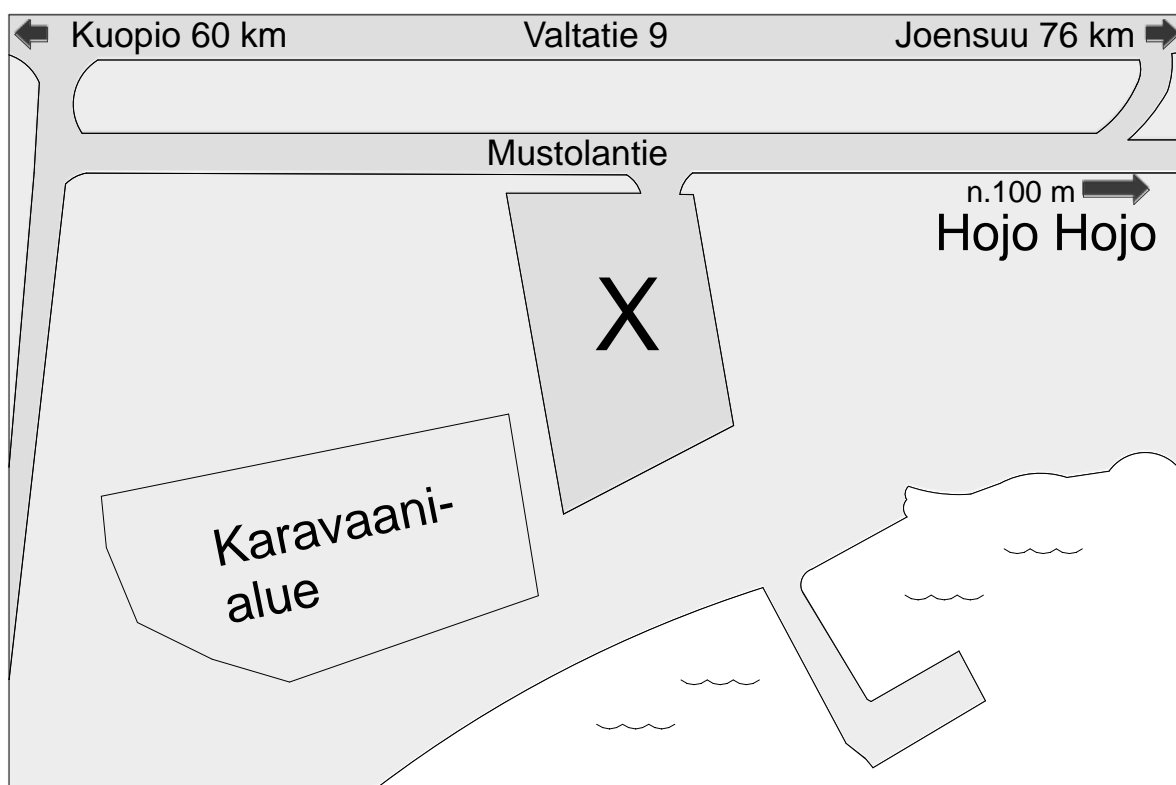 Kuopio 60 km Valtatie 9 Joensuu 76 km
Mustolantie
n.100 m
Hojo Hojo
X
Karavaani-
alue